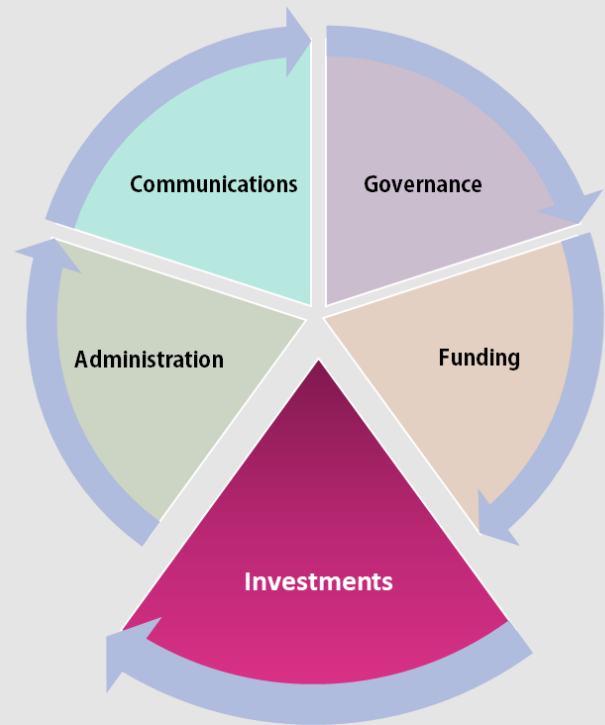 Communications
Governance
Administration
Funding
Investments